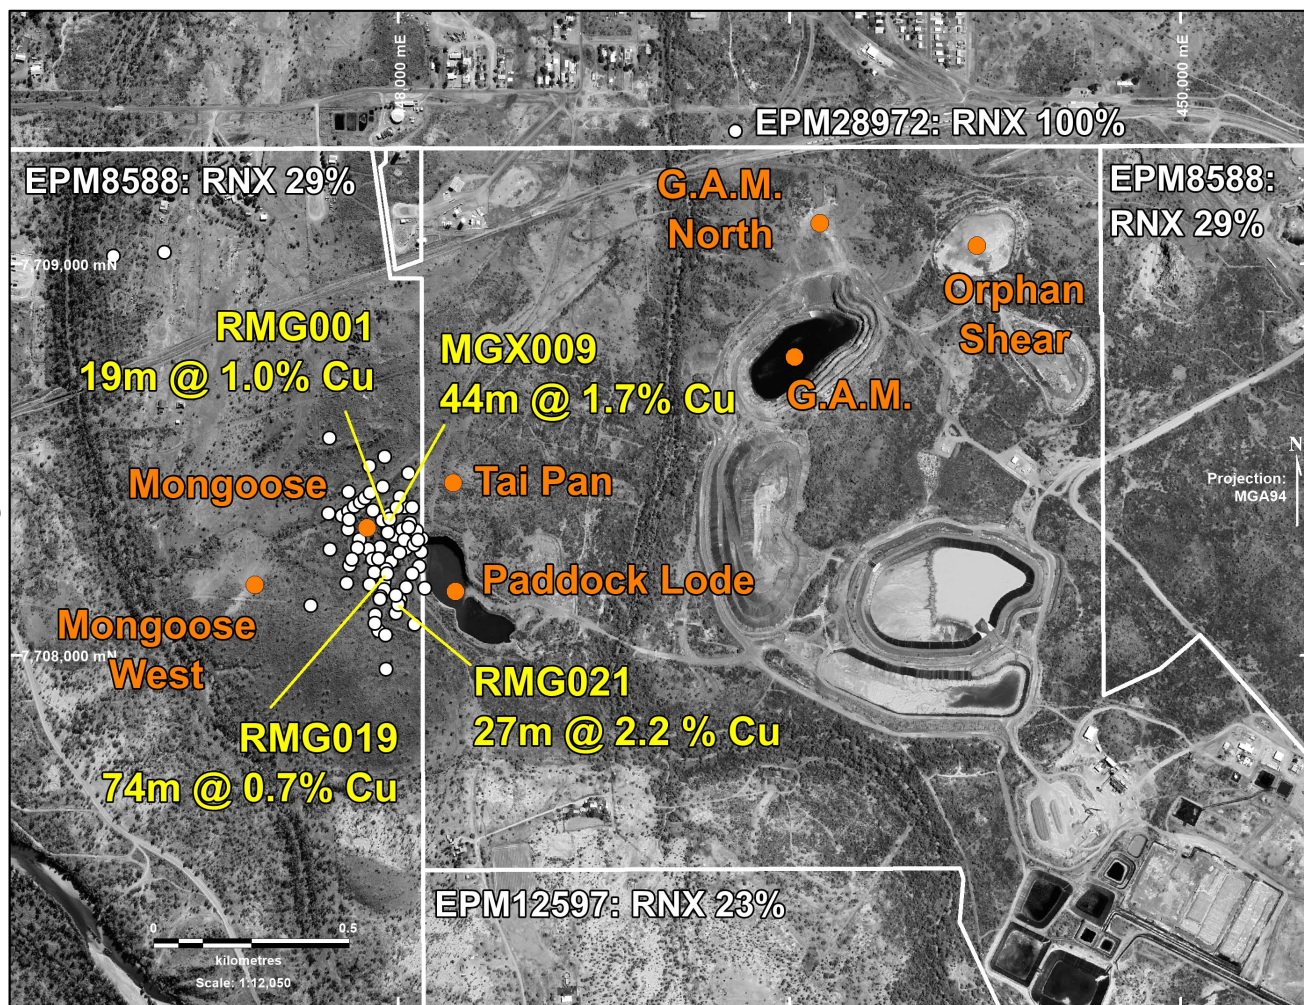 48,000 mE
450,000 mE
EPM28972: RNX 100%
EPM8588: RNX 29%
EPM8588:
RNX 29%
G.A.M.
North
7,709,000 mN
Orphan
Shear
RMG001
19m @ 1.0% Cu
MGX009
44m @ 1.7% Cu
G.A.M.
N
Projection:
MGA94
Mongoose
Tai Pan
Paddock Lode
Mongoose
West
7,708,000 mN
RMG021
27m @ 2.2 % Cu
RMG019
74m @ 0.7% Cu
EPM12597: RNX 23%
0
0.5
kilometres
Scale: 1:12,050